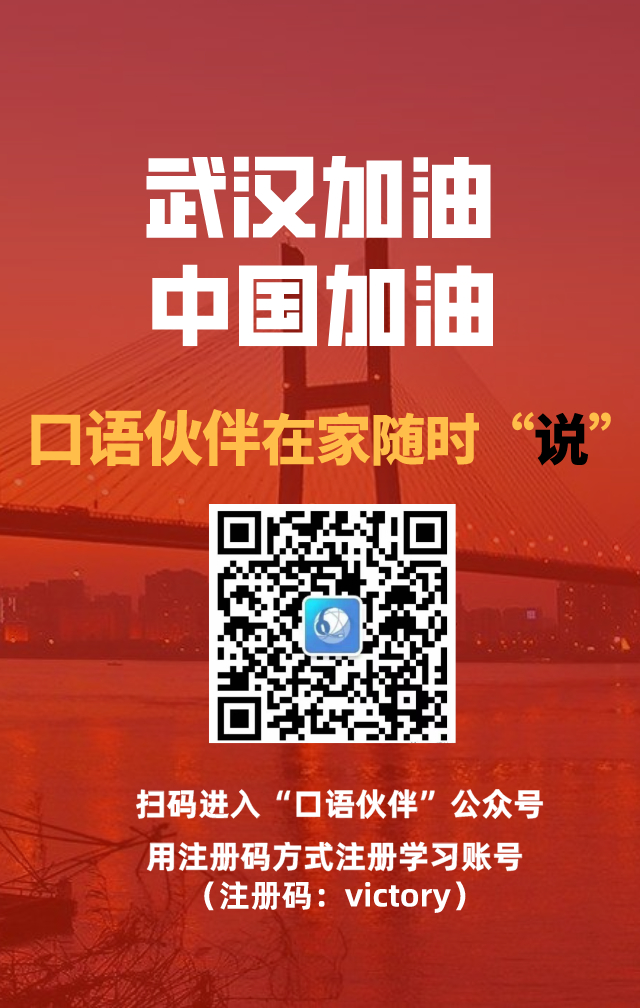 武汉加油
中国加油
口语伙伴在家随时“说”
扫码进入“口语伙伴”公众号
用注册码方式注册学习账号
（注册码：victory）